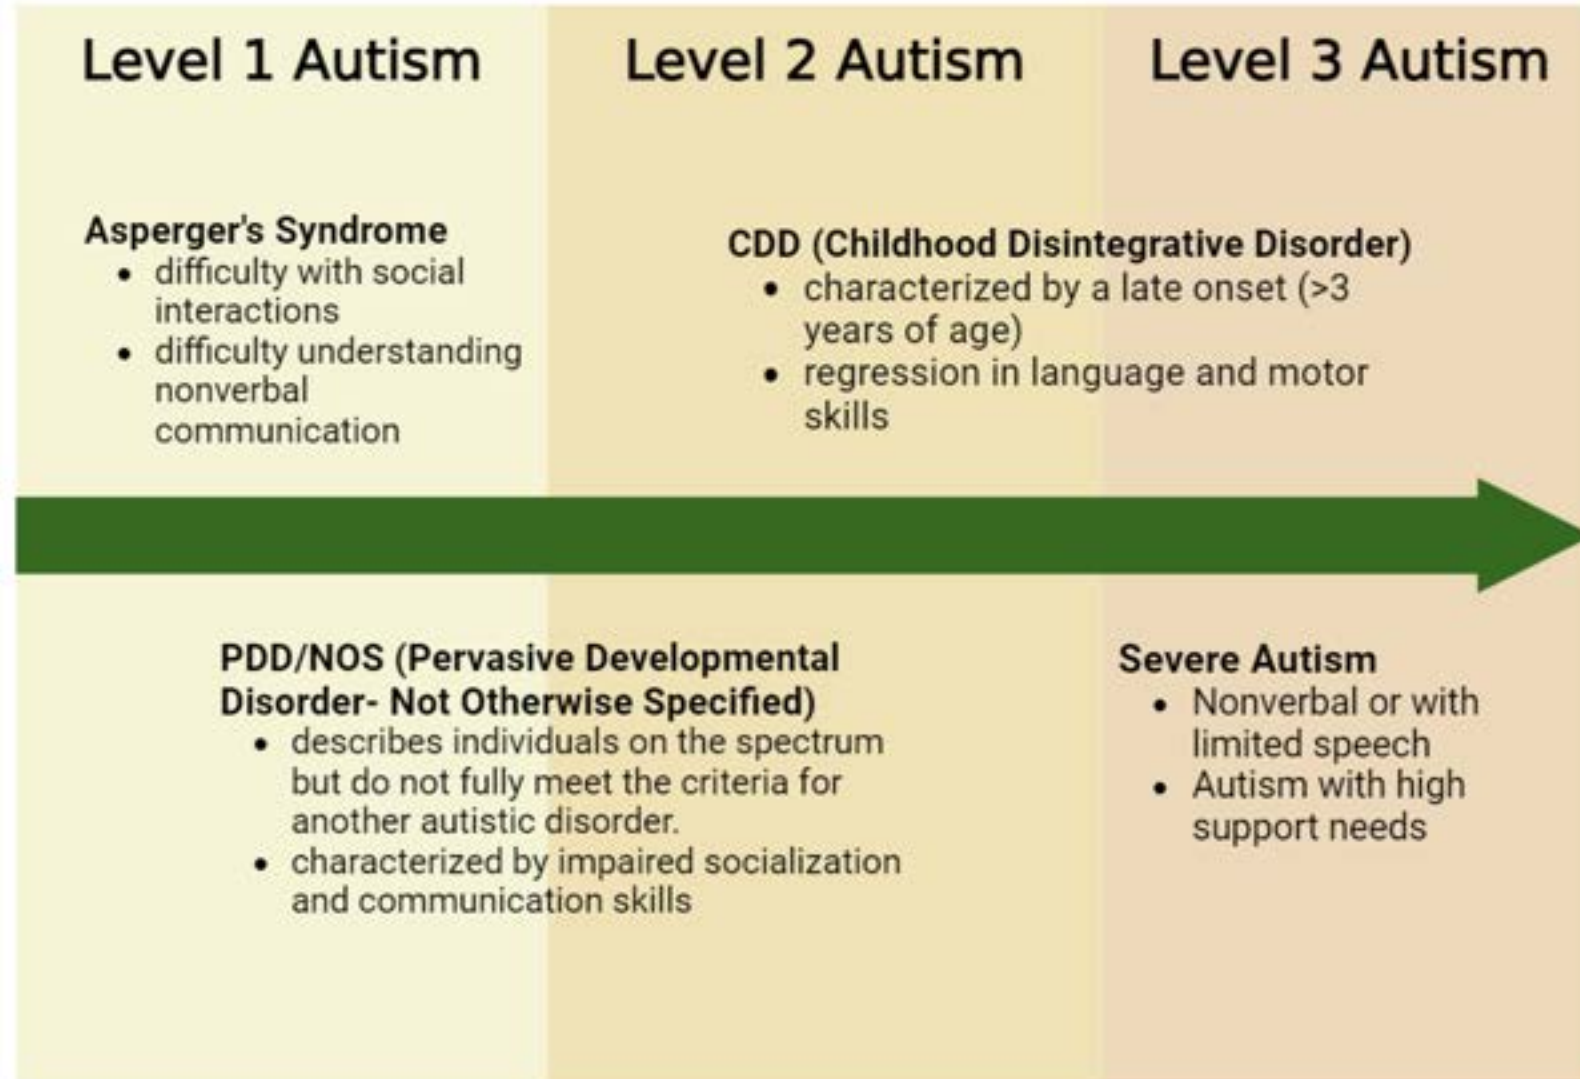 Level 1 Autism
Level 2 Autism
Level 3 Autism
Asperger's Syndrome
• difficulty with social
interactions
• difficulty understanding
nonverbal
communication
CDD (Childhood Disintegrative Disorder)
• characterized by a late onset (>3
years of age)
• regression in language and motor
skills
PDD/NOS (Pervasive Developmental
Disorder- Not Otherwise Specified)
• describes individuals on the spectrum
but do not fully meet the criteria for
another autistic disorder.
• characterized by impaired socialization
and communication skills
Severe Autism
• Nonverbal or with
limited speech
• Autism with high
support needs